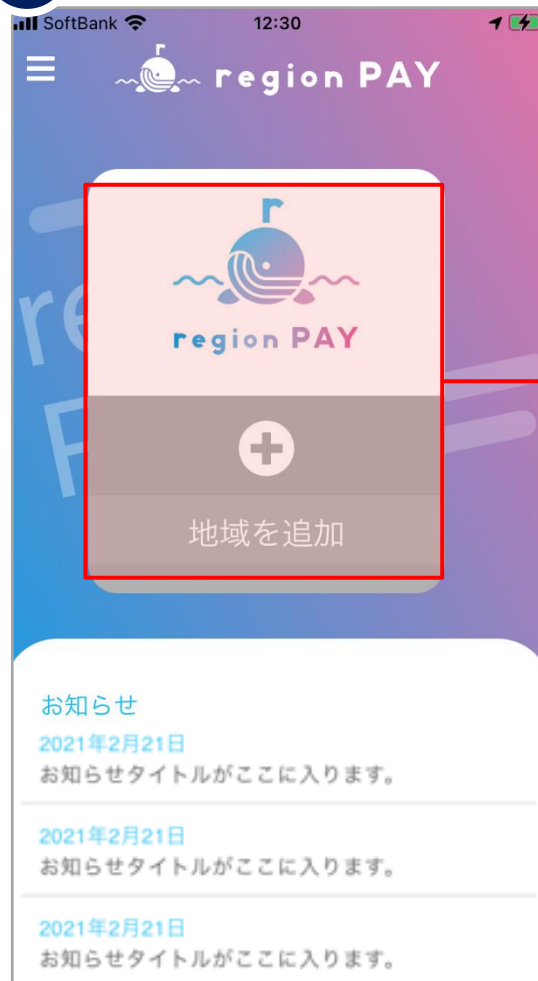 SoftBank 12:30
region PAY
r
region PAY
地域を追加
お知らせ
2021年2月21日
お知らせタイトルがここに入ります。
2021年2月21日
お知らせタイトルがここに入ります。
2021年2月21日
お知らせタイトルがここに入ります。